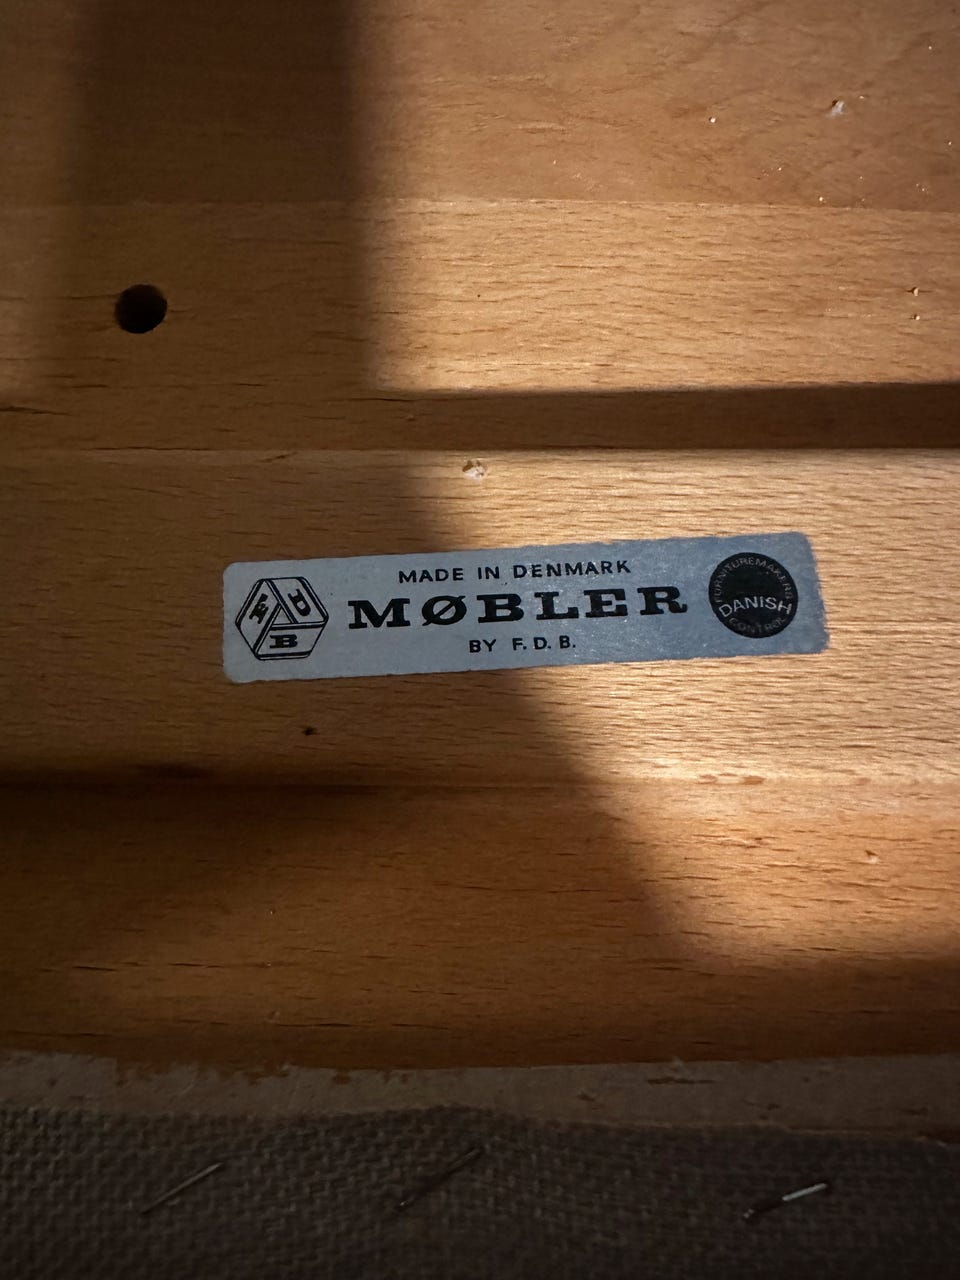 F D B
MADE IN DENMARK
MØBLER
BY F. D. B.
FURNITUREMAKERS
DANISH
CONTROL